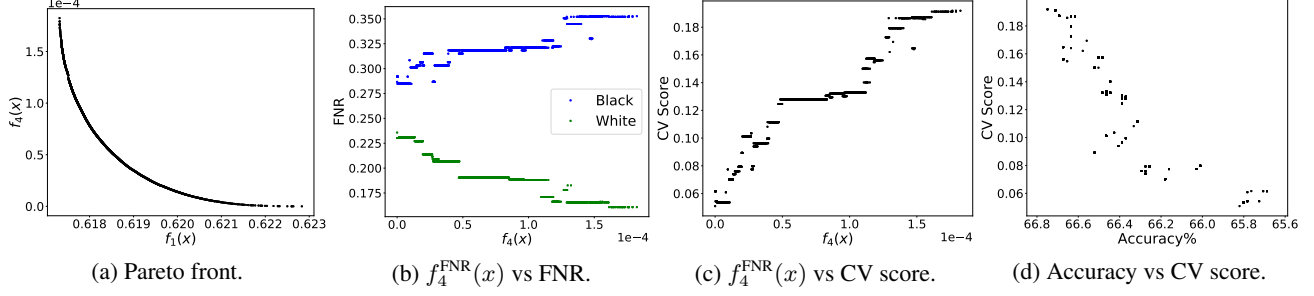 1e−4
1.5
1.0
0.5
0.0
f₄(x)
0.618 0.619 0.620 0.621 0.622 0.623
f₁(x)
(a) Pareto front.
0.350
0.325
0.300
0.275
0.250
0.225
0.200
0.175
FNR
Black
White
0.0 0.5 1.0 1.5
f₄(x)
1e−4
(b) f₄^FNR(x) vs FNR.
0.18
0.16
0.14
0.12
0.10
0.08
0.06
CV Score
0.0 0.5 1.0 1.5
f₄(x)
1e−4
(c) f₄^FNR(x) vs CV score.
0.18
0.16
0.14
0.12
0.10
0.08
0.06
CV Score
66.8 66.6 66.4 66.2 66.0 65.8 65.6
Accuracy%
(d) Accuracy vs CV score.